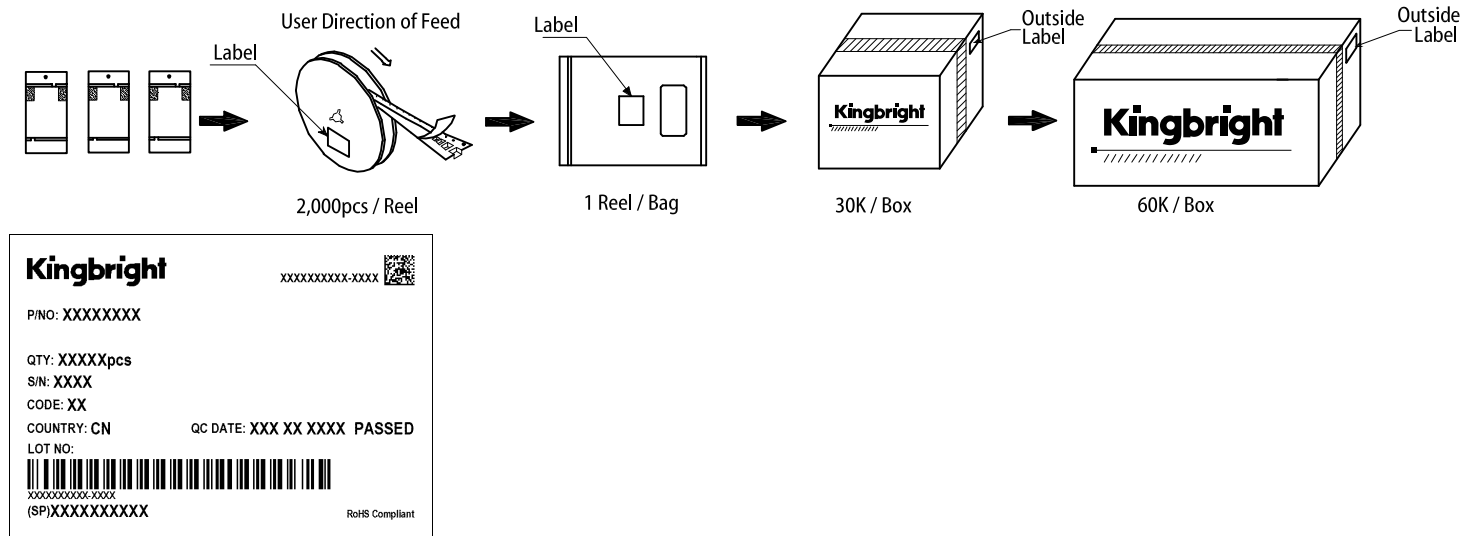 User Direction of Feed
Label
Label
Outside
Label
Outside
Label
Kingbright
Kingbright
2,000pcs / Reel
1 Reel / Bag
30K / Box
60K / Box
Kingbright
XXXXXXXXXX-XXXX
P/NO: XXXXXXXX
QTY: XXXXXpcs
S/N: XXXX
CODE: XX
COUNTRY: CN QC DATE: XXX XX XXXX PASSED
LOT NO:
XXXXXXXXXX-XXXX
(SP)XXXXXXXXXX RoHS Compliant